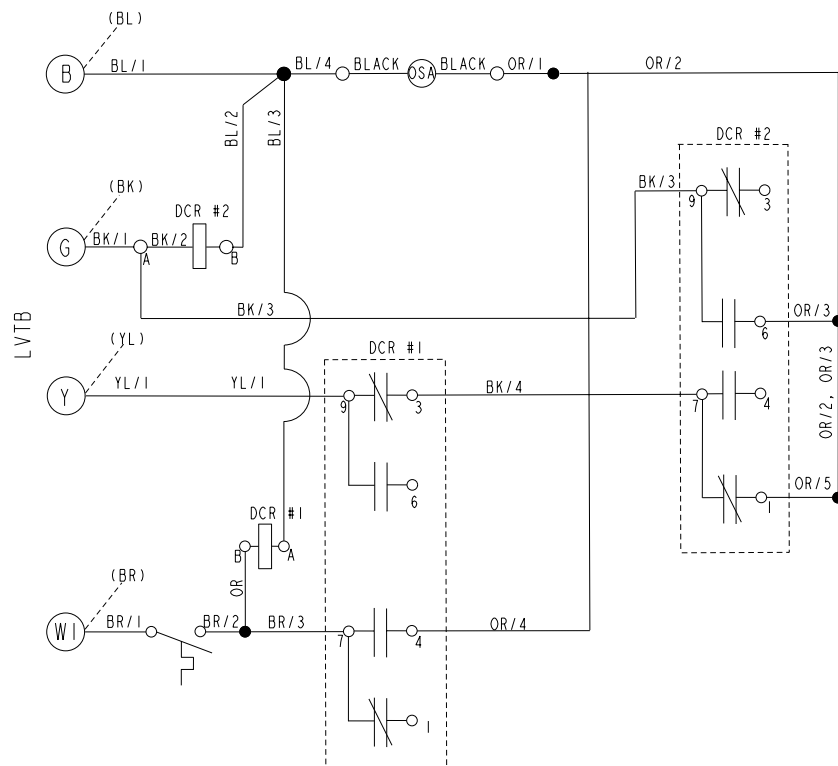 (BL)
B
BL/1
BL/4
BLACK
OSA
BLACK
OR/1
OR/2
BL/2
BL/3
DCR #2
(BK)
DCR #2
BK/3
9
3
G
BK/1
A
BK/2
B
BK/3
OR/3
6
LVTB
(YL)
DCR #1
Y
YL/1
YL/1
9
3
BK/4
7
4
OR/2, OR/3
6
OR/5
1
DCR #1
B
A
OR
(BR)
W1
BR/1
BR/2
BR/3
7
4
OR/4
1